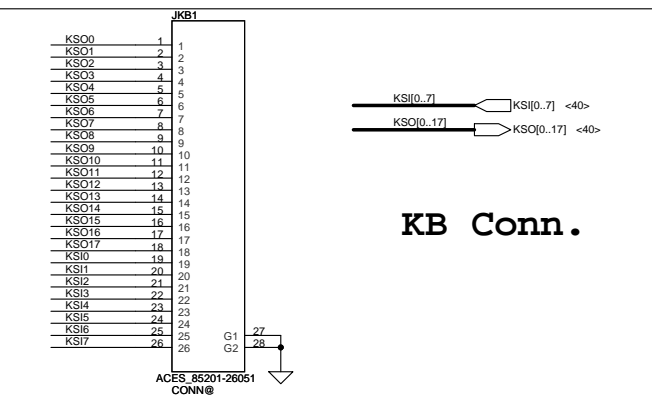 JKB1
KSO0 1 1
KSO1 2 2
KSO2 3 3
KSO3 4 4
KSO4 5 5
KSO5 6 6
KSO6 7 7
KSO7 8 8
KSO8 9 9
KSO9 10 10
KSO10 11 11
KSO11 12 12
KSO12 13 13
KSO13 14 14
KSO14 15 15
KSO15 16 16
KSO16 17 17
KSO17 18 18
KSI0 19 19
KSI1 20 20
KSI2 21 21
KSI3 22 22
KSI4 23 23
KSI5 24 24
KSI6 25 25 G1 27
KSI7 26 26 G2 28
ACES_85201-26051
CONN@
KSI[0..7] KSI[0..7] <40>
KSO[0..17] KSO[0..17] <40>
KB Conn.